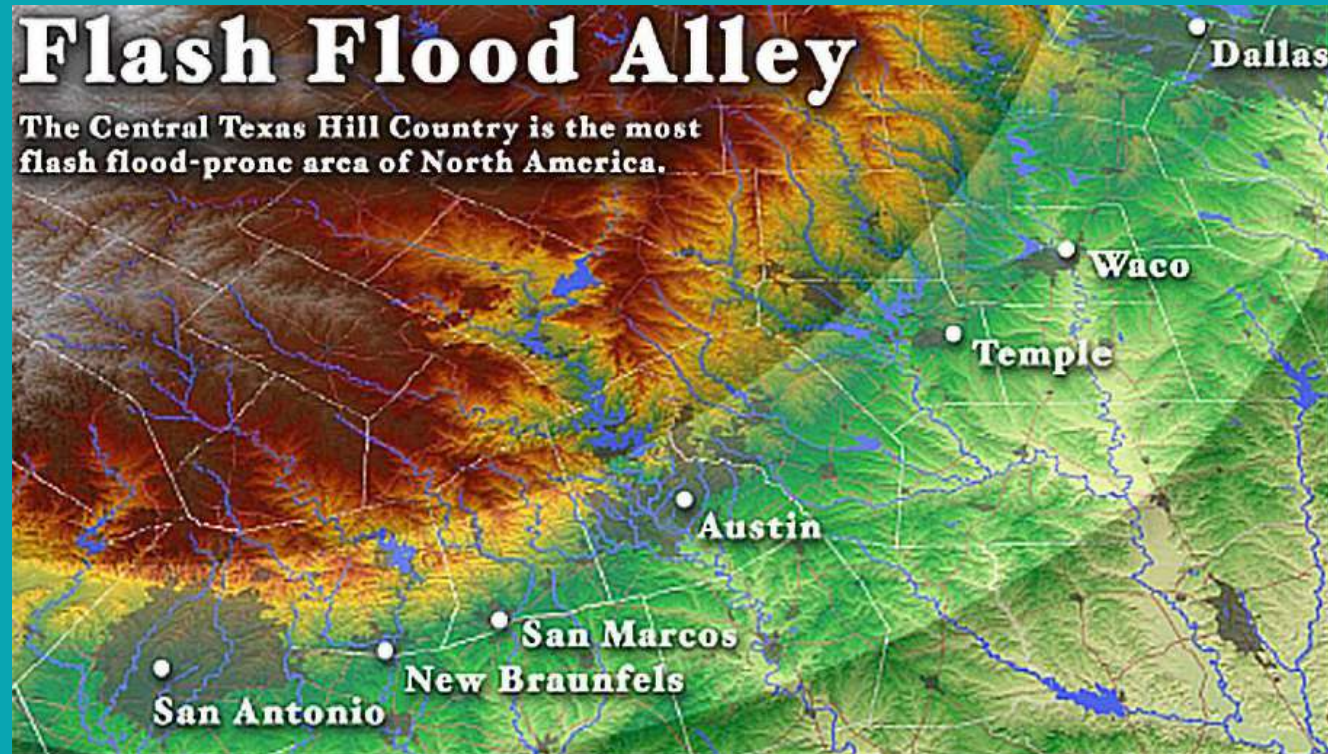 Flash Flood Alley
The Central Texas Hill Country is the most
flash flood-prone area of North America.
Dallas
Waco
Temple
Austin
San Marcos
New Braunfels
San Antonio